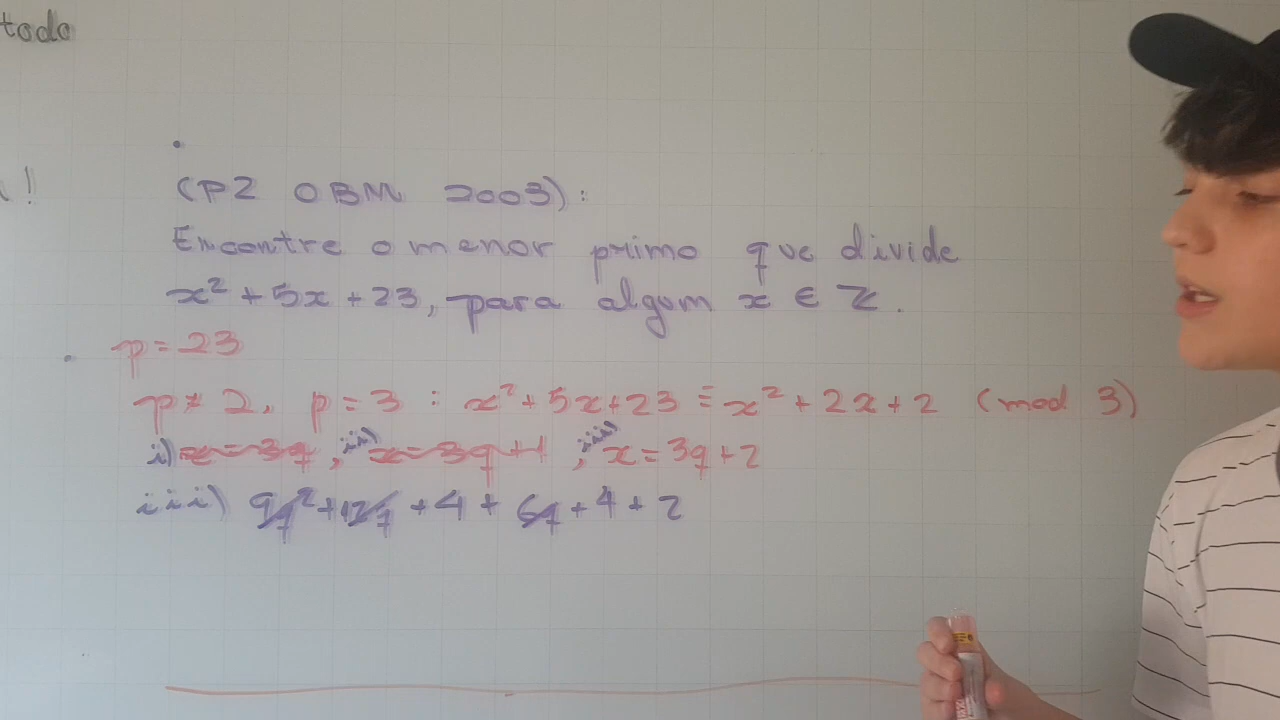 todo
!
(P2 OBM 2003):
Encontre o menor primo que divide
x² + 5x + 23, para algum x ∈ ℤ.
p = 23
p ≠ 2, p = 3 : x² + 5x + 23 ≡ x² + 2x + 2 (mod 3)
i) x = 3q, ii) x = 3q + 1, iii) x = 3q + 2
iii) 9q² + 12q + 4 + 6q + 4 + 2